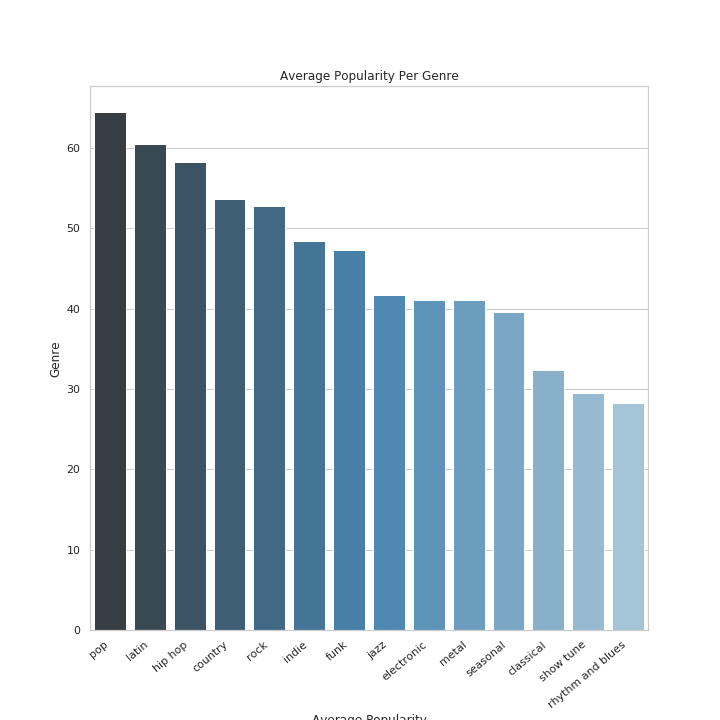 Average Popularity Per Genre
60
50
40
30
20
10
0
Genre
pop
latin
hip hop
country
rock
indie
funk
jazz
electronic
metal
seasonal
classical
show tune
rhythm and blues
Average Popularity